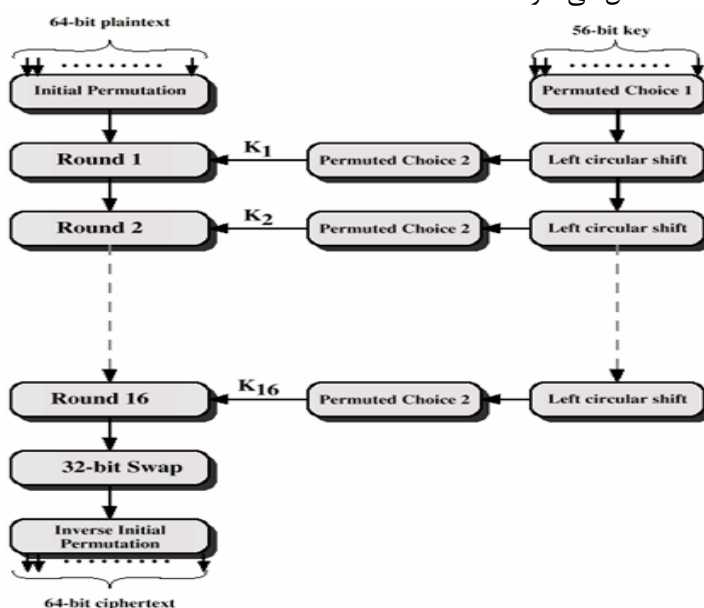 64-bit plaintext
56-bit key
Initial Permutation
Permuted Choice 1
Round 1
K1
Permuted Choice 2
Left circular shift
Round 2
K2
Permuted Choice 2
Left circular shift
Round 16
K16
Permuted Choice 2
Left circular shift
32-bit Swap
Inverse Initial
Permutation
64-bit ciphertext